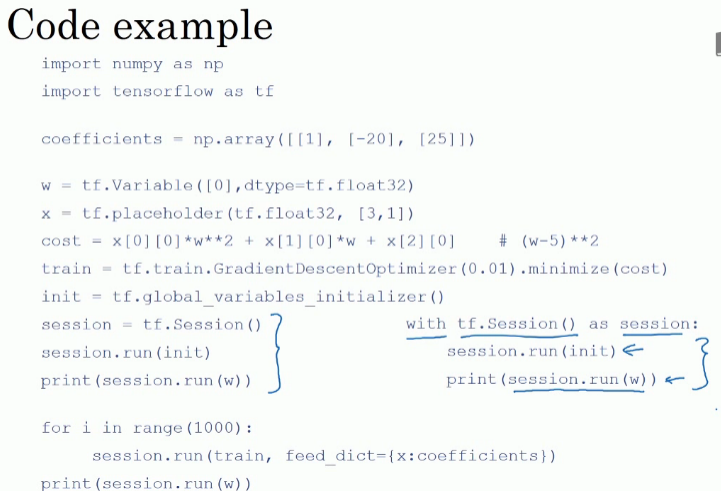 Code example
import numpy as np
import tensorflow as tf
coefficients = np.array([[1], [-20], [25]])
w = tf.Variable([0],dtype=tf.float32)
x = tf.placeholder(tf.float32, [3,1])
cost = x[0][0]*w**2 + x[1][0]*w + x[2][0]    # (w-5)**2
train = tf.train.GradientDescentOptimizer(0.01).minimize(cost)
init = tf.global_variables_initializer()
session = tf.Session()
session.run(init)
print(session.run(w))
with tf.Session() as session:
session.run(init)
print(session.run(w))
for i in range(1000):
session.run(train, feed_dict={x:coefficients})
print(session.run(w))